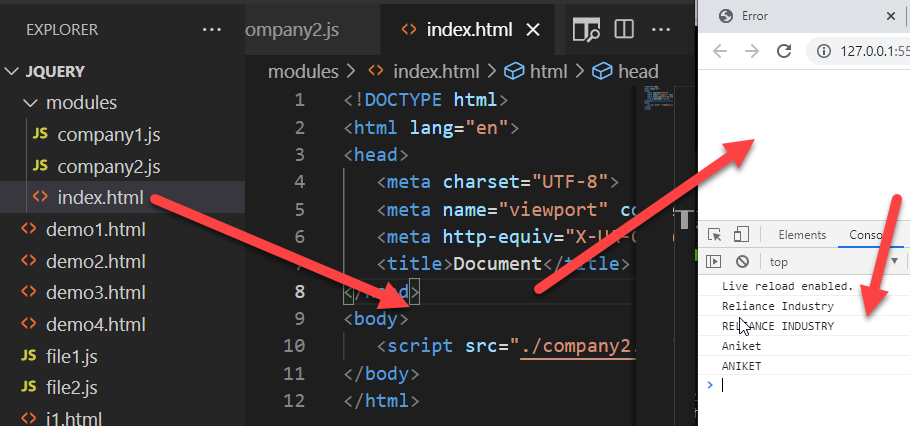 EXPLORER
JQUERY
modules
JS company1.js
JS company2.js
<> index.html
<> demo1.html
<> demo2.html
<> demo3.html
<> demo4.html
JS file1.js
JS file2.js
<> i1.html
ompany2.js
<> index.html
modules > <> index.html > html > head
1 <!DOCTYPE html>
2 <html lang="en">
3 <head>
4 <meta charset="UTF-8">
5 <meta name="viewport" co
6 <meta http-equiv="X-U
<title>Document</title>
8
9 <body>
10 <script src="./company2.
11 </body>
12 </html>
T
Error
127.0.0.1:55
Elements
Conso
top
Live reload enabled.
Reliance Industry
RELIANCE INDUSTRY
Aniket
ANIKET
>